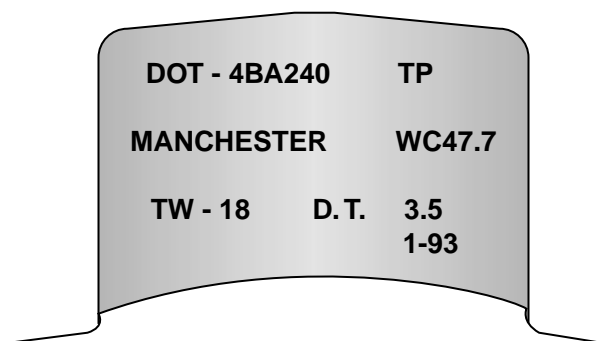 DOT - 4BA240 TP
MANCHESTER WC47.7
TW - 18 D.T. 3.5
1-93